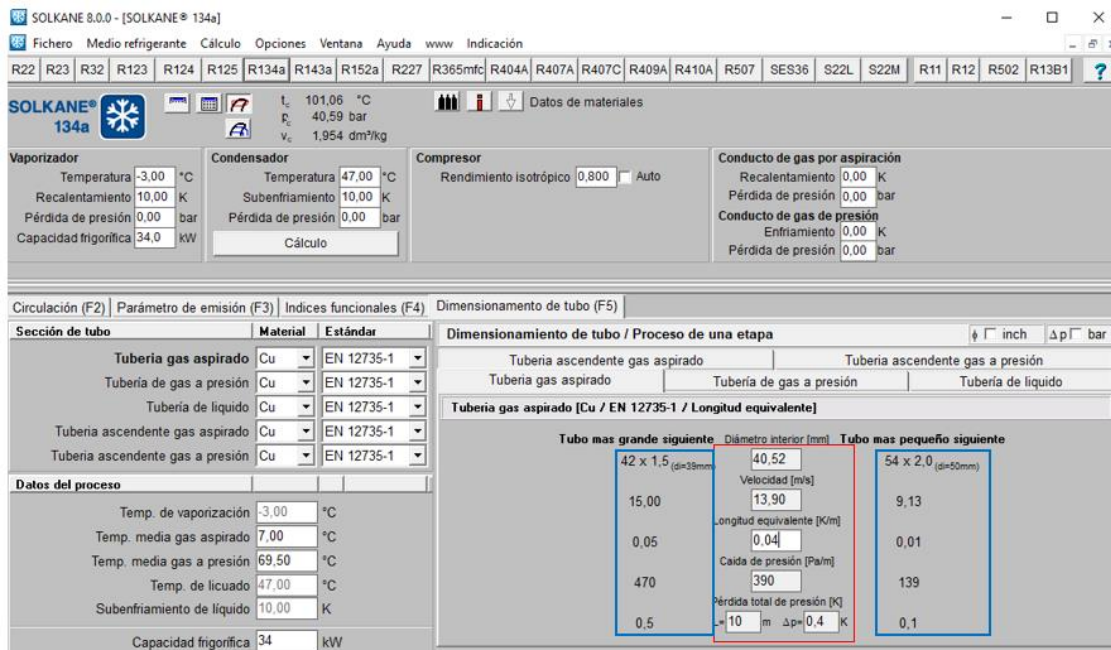 SOLKANE 8.0.0 - [SOLKANE® 134a]
Fichero Medio refrigerante Cálculo Opciones Ventana Ayuda www Indicación
R22 R23 R32 R123 R124 R125 R134a R143a R152a R227 R365mfc R404A R407A R407C R409A R410A R507 SES36 S22L S22M R11 R12 R502 R13B1 ?
SOLKANE®
134a
tc 101,06 °C
pc 40,59 bar
vc 1,954 dm³/kg
Datos de materiales
Vaporizador
Temperatura -3,00 °C
Recalentamiento 10,00 K
Pérdida de presión 0,00 bar
Capacidad frigorífica 34,0 kW
Condensador
Temperatura 47,00 °C
Subenfriamiento 10,00 K
Pérdida de presión 0,00 bar
Cálculo
Compresor
Rendimiento isotrópico 0,800 Auto
Conducto de gas por aspiración
Recalentamiento 0,00 K
Pérdida de presión 0,00 bar
Conducto de gas de presión
Enfriamiento 0,00 K
Pérdida de presión 0,00 bar
Circulación (F2) Parámetro de emisión (F3) Indices funcionales (F4) Dimensionamento de tubo (F5)
Sección de tubo Material Estándar
Tuberia gas aspirado Cu EN 12735-1
Tubería de gas a presión Cu EN 12735-1
Tubería de liquido Cu EN 12735-1
Tuberia ascendente gas aspirado Cu EN 12735-1
Tuberia ascendente gas a presión Cu EN 12735-1
Datos del proceso
Temp. de vaporización -3,00 °C
Temp. media gas aspirado 7,00 °C
Temp. media gas a presión 69,50 °C
Temp. de licuado 47,00 °C
Subenfriamiento de líquido 10,00 K
Capacidad frigorífica 34 kW
Dimensionamiento de tubo / Proceso de una etapa ϕ inch Δp bar
Tuberia ascendente gas aspirado Tuberia ascendente gas a presión
Tuberia gas aspirado Tubería de gas a presión Tubería de liquido
Tuberia gas aspirado [Cu / EN 12735-1 / Longitud equivalente]
Tubo mas grande siguiente Diámetro interior [mm] Tubo mas pequeño siguiente
42 x 1,5 (di=39mm) 40,52 54 x 2,0 (di=50mm)
Velocidad [m/s]
15,00 13,90 9,13
Longitud equivalente [K/m]
0,05 0,04 0,01
Caida de presión [Pa/m]
470 390 139
Pérdida total de presión [K]
0,5 L= 10 m Δp= 0,4 K 0,1